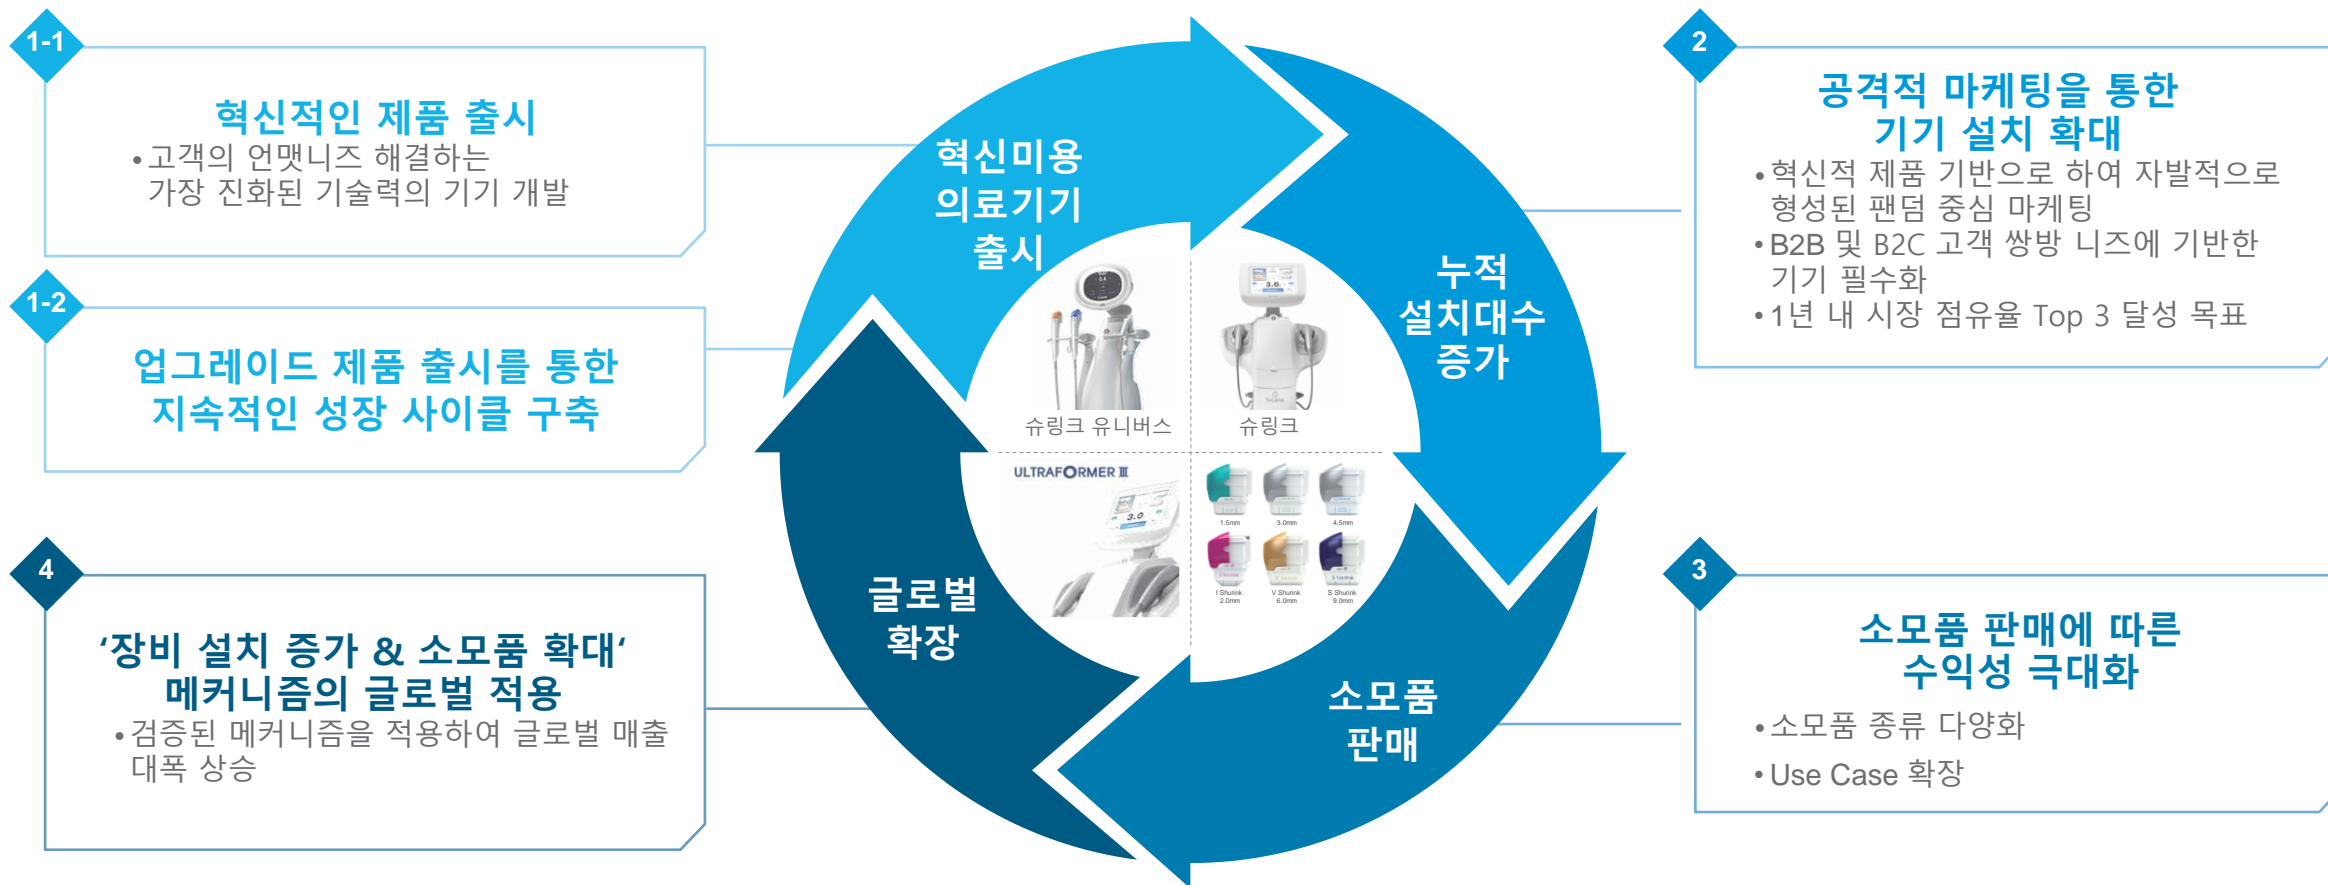 1-1
혁신적인 제품 출시
•고객의 언맷니즈 해결하는
가장 진화된 기술력의 기기 개발
1-2
업그레이드 제품 출시를 통한
지속적인 성장 사이클 구축
4
‘장비 설치 증가 & 소모품 확대‘
메커니즘의 글로벌 적용
•검증된 메커니즘을 적용하여 글로벌 매출
대폭 상승
혁신미용
의료기기
출시
누적
설치대수
증가
소모품
판매
글로벌
확장
슈링크 유니버스
슈링크
ULTRAFORMER III
3.0
3.0
1.5mm
3.0mm
4.5mm
I Shurink
2.0mm
V Shurink
6.0mm
S Shurink
9.0mm
2
공격적 마케팅을 통한
기기 설치 확대
•혁신적 제품 기반으로 하여 자발적으로
형성된 팬덤 중심 마케팅
•B2B 및 B2C 고객 쌍방 니즈에 기반한
기기 필수화
•1년 내 시장 점유율 Top 3 달성 목표
3
소모품 판매에 따른
수익성 극대화
•소모품 종류 다양화
•Use Case 확장